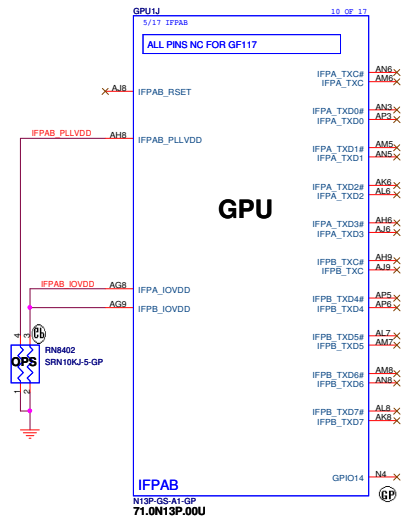 GPU1J
10 OF 17
5/17 IFPAB
ALL PINS NC FOR GF117
AJ8 IFPAB_RSET
IFPAB_PLLVDD AH8 IFPAB_PLLVDD
IFPAB_IOVDD AG8 IFPA_IOVDD
AG9 IFPB_IOVDD
IFPA_TXC# AN6
IFPA_TXC AM6
IFPA_TXD0# AN3
IFPA_TXD0 AP3
IFPA_TXD1# AM5
IFPA_TXD1 AN5
IFPA_TXD2# AK6
IFPA_TXD2 AL6
IFPA_TXD3# AH6
IFPA_TXD3 AJ6
IFPB_TXC# AH9
IFPB_TXC AJ9
IFPB_TXD4# AP5
IFPB_TXD4 AP6
IFPB_TXD5# AL7
IFPB_TXD5 AM7
IFPB_TXD6# AM8
IFPB_TXD6 AN8
IFPB_TXD7# AL8
IFPB_TXD7 AK8
GPIO14 N4
GPU
4 3
OPS
1 2
RN8402
SRN10KJ-5-GP
IFPAB
GP
N13P-GS-A1-GP
71.0N13P.00U